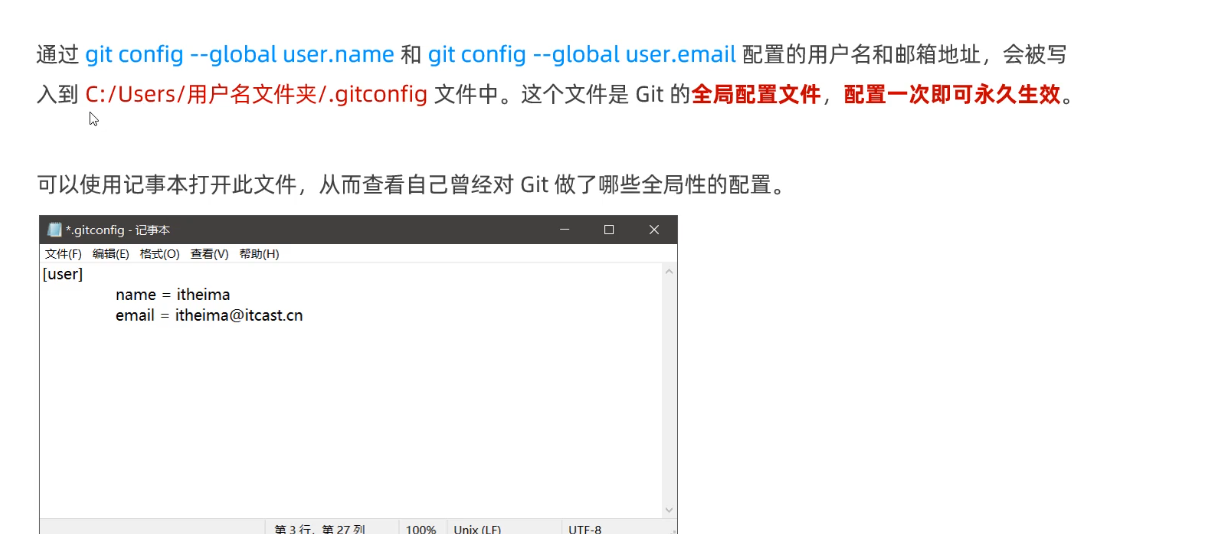 通过 git config --global user.name 和 git config --global user.email 配置的用户名和邮箱地址，会被写
入到 C:/Users/用户名文件夹/.gitconfig 文件中。这个文件是 Git 的全局配置文件，配置一次即可永久生效。
可以使用记事本打开此文件，从而查看自己曾经对 Git 做了哪些全局性的配置。
*.gitconfig - 记事本
文件(F) 编辑(E) 格式(O) 查看(V) 帮助(H)
[user]
name = itheima
email = itheima@itcast.cn
第 3 行，第 27 列 100% Unix (LF) UTF-8